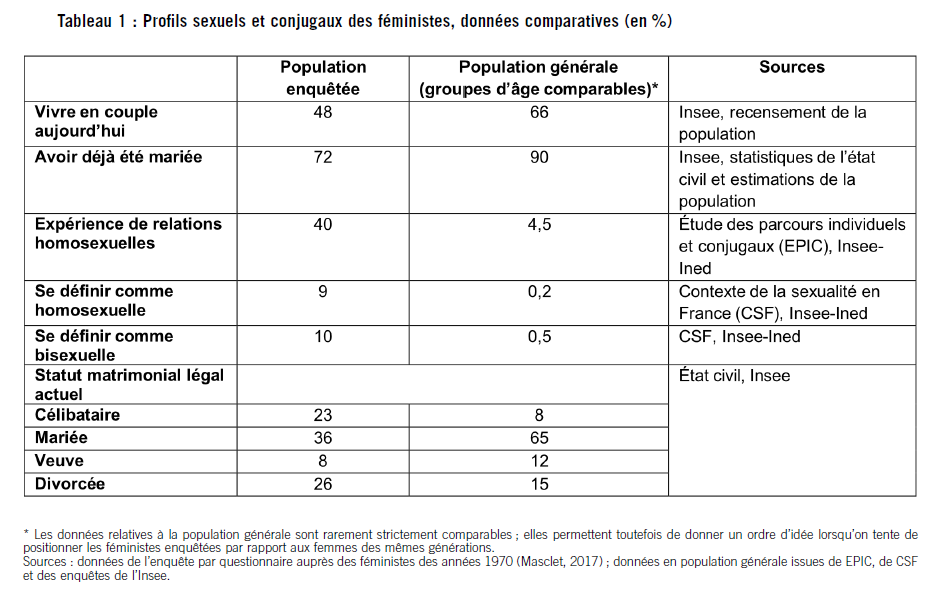 Tableau 1 : Profils sexuels et conjugaux des féministes, données comparatives (en %)
Population enquêtée
Population générale (groupes d'âge comparables)*
Sources
Vivre en couple aujourd'hui
48
66
Insee, recensement de la population
Avoir déjà été mariée
72
90
Insee, statistiques de l'état civil et estimations de la population
Expérience de relations homosexuelles
40
4,5
Étude des parcours individuels et conjugaux (EPIC), Insee-Ined
Se définir comme homosexuelle
9
0,2
Contexte de la sexualité en France (CSF), Insee-Ined
Se définir comme bisexuelle
10
0,5
CSF, Insee-Ined
Statut matrimonial légal actuel
État civil, Insee
Célibataire
23
8
Mariée
36
65
Veuve
8
12
Divorcée
26
15
* Les données relatives à la population générale sont rarement strictement comparables ; elles permettent toutefois de donner un ordre d'idée lorsqu'on tente de
positionner les féministes enquêtées par rapport aux femmes des mêmes générations.
Sources : données de l'enquête par questionnaire auprès des féministes des années 1970 (Masclet, 2017) ; données en population générale issues de EPIC, de CSF
et des enquêtes de l'Insee.